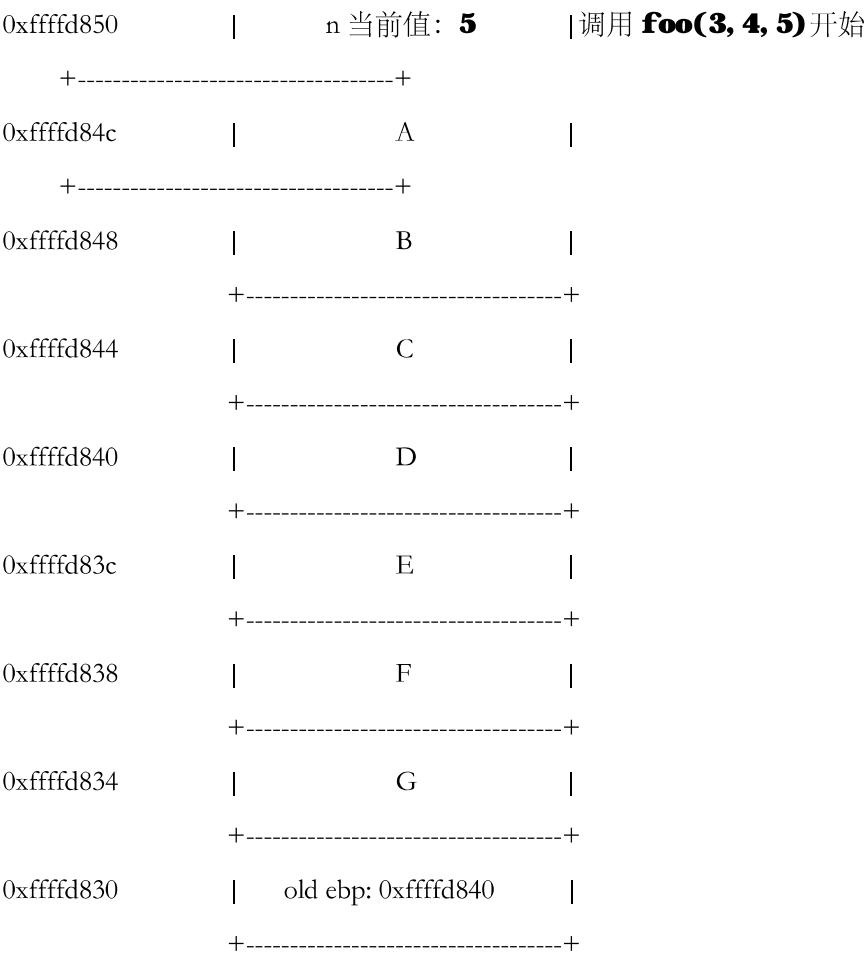 0xffffd850 | n 当前值：5 |调用 foo(3, 4, 5)开始
+------------------------------------+
0xffffd84c | A |
+------------------------------------+
0xffffd848 | B |
+------------------------------------+
0xffffd844 | C |
+------------------------------------+
0xffffd840 | D |
+------------------------------------+
0xffffd83c | E |
+------------------------------------+
0xffffd838 | F |
+------------------------------------+
0xffffd834 | G |
+------------------------------------+
0xffffd830 | old ebp: 0xffffd840 |
+------------------------------------+